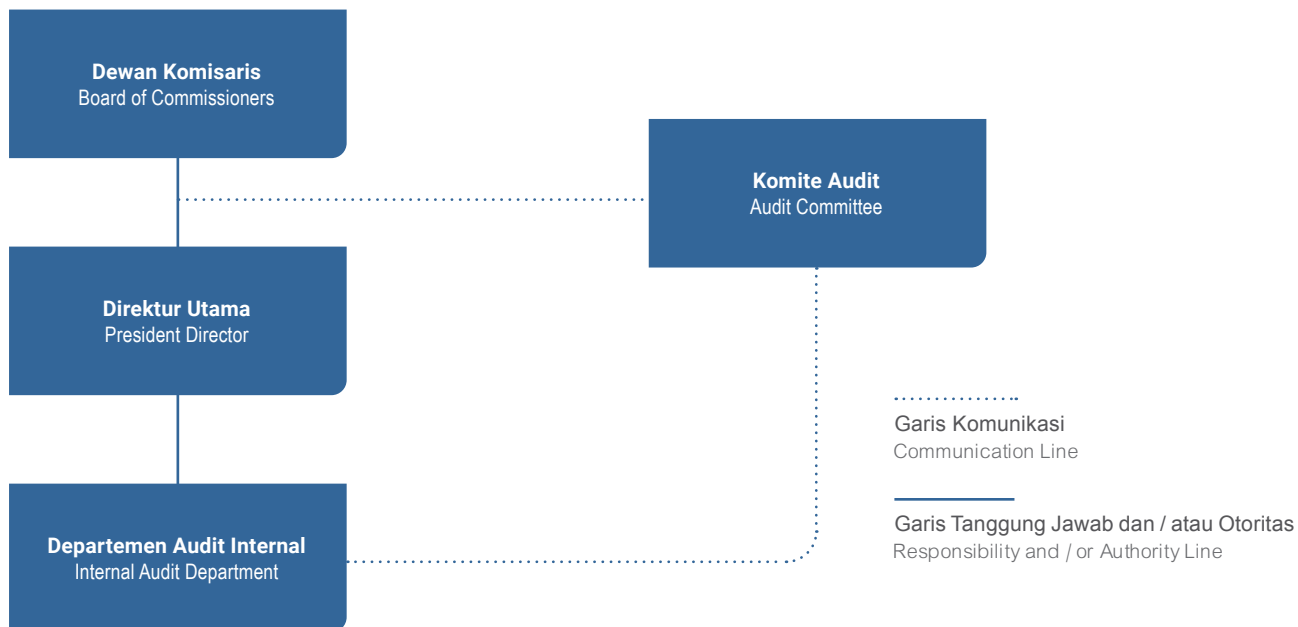 Dewan Komisaris
Board of Commissioners
Komite Audit
Audit Committee
Direktur Utama
President Director
Departemen Audit Internal
Internal Audit Department
Garis Komunikasi
Communication Line
Garis Tanggung Jawab dan / atau Otoritas
Responsibility and / or Authority Line